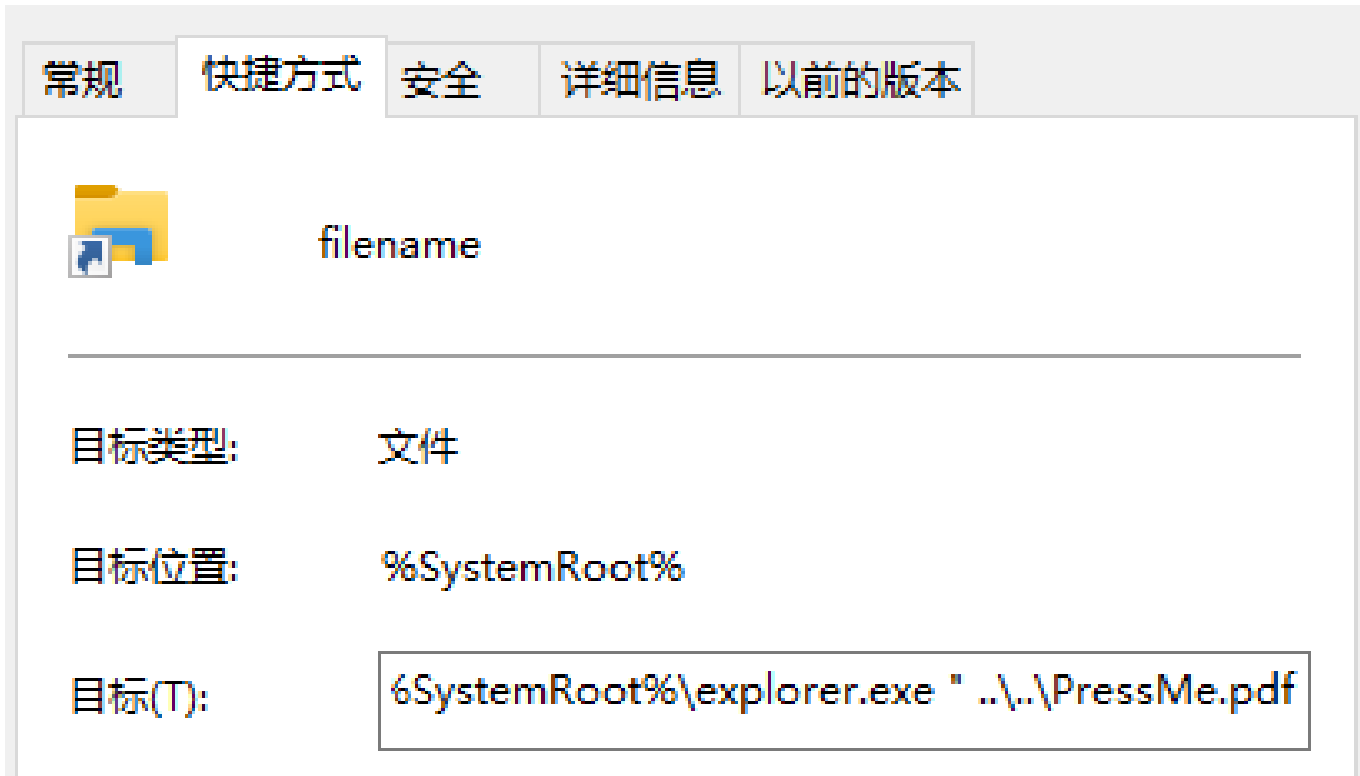 常规 快捷方式 安全 详细信息 以前的版本
filename
目标类型: 文件
目标位置: %SystemRoot%
目标(T): %SystemRoot%\explorer.exe " ..\..\PressMe.pdf